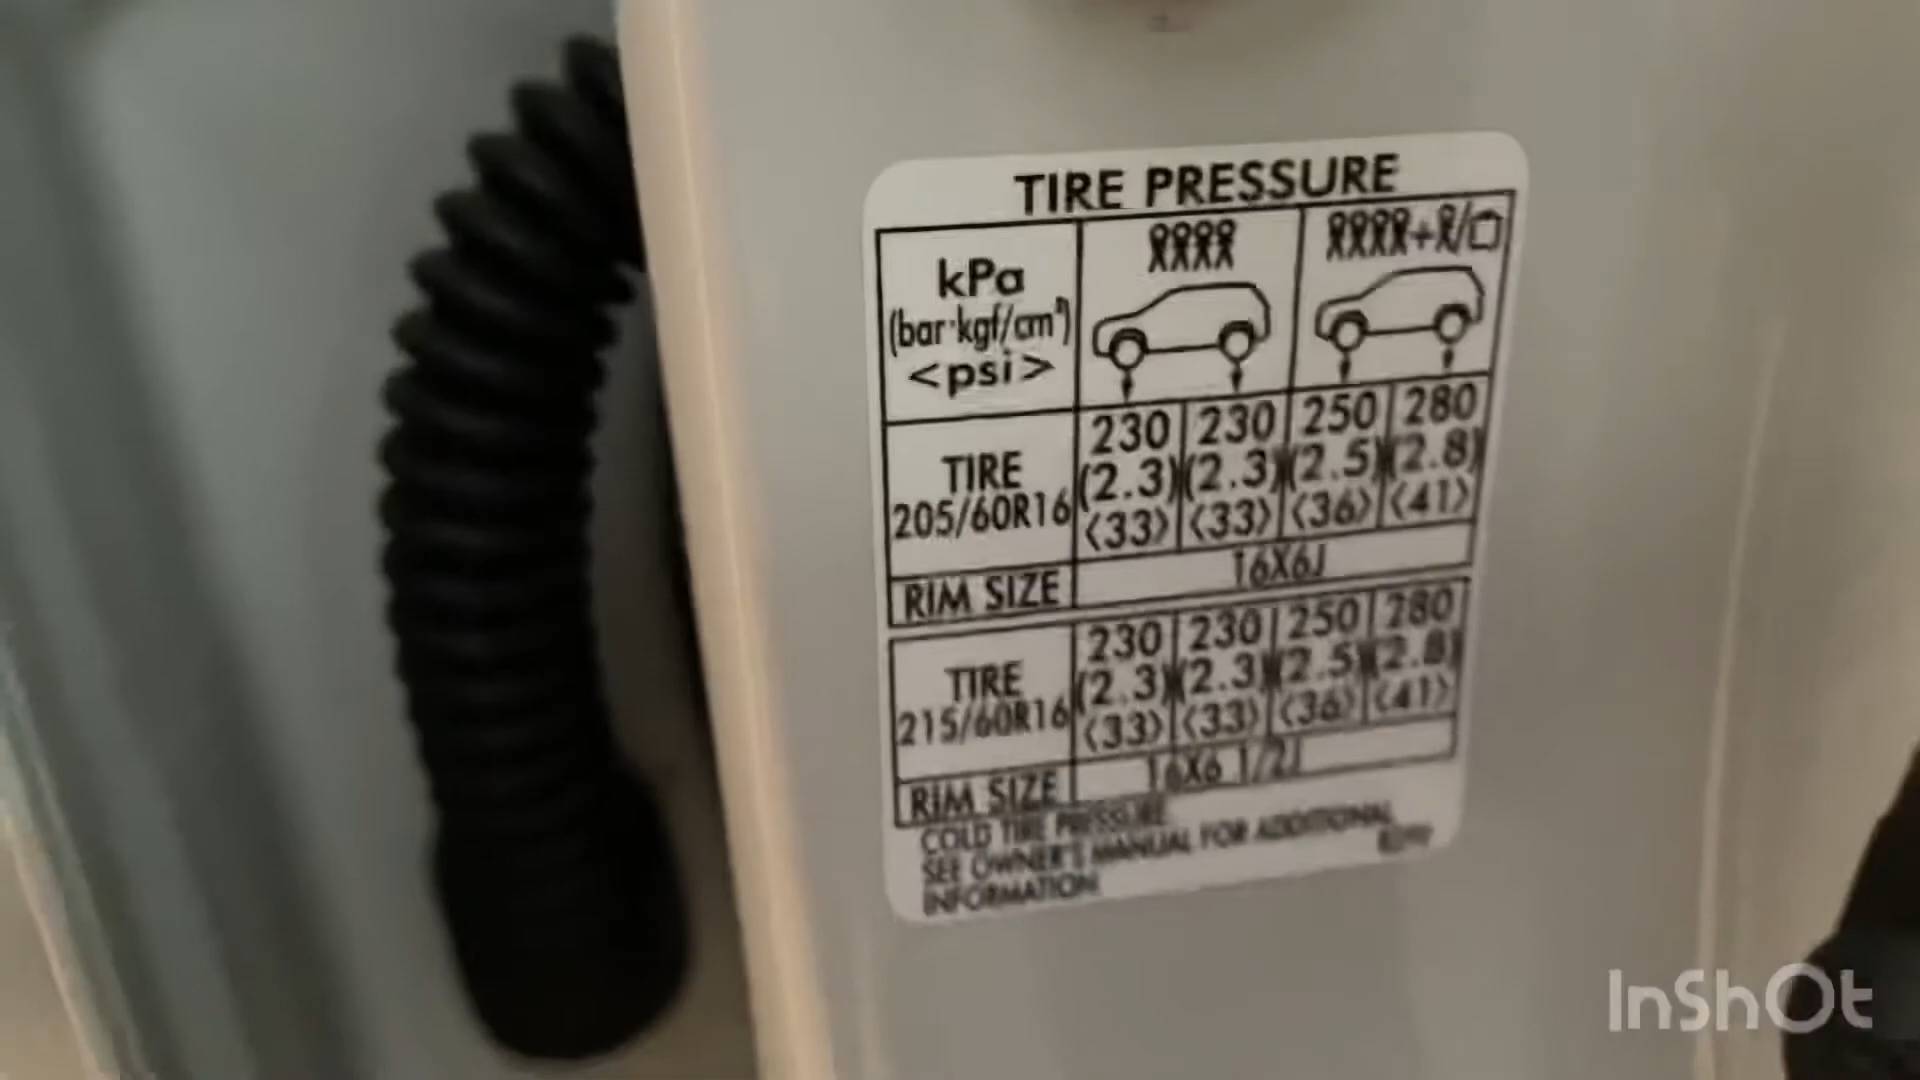 TIRE PRESSURE
kPa
(bar·kgf/cm²)
<psi>
TIRE
205/60R16
230 230 250 280
(2.3) (2.3) (2.5) (2.8)
<33> <33> <36> <41>
RIM SIZE 16X6J
TIRE
215/60R16
230 230 250 280
(2.3) (2.3) (2.5) (2.8)
<33> <33> <36> <41>
RIM SIZE 16X6 1/2J
COLD TIRE PRESSURE
SEE OWNER'S MANUAL FOR ADDITIONAL
INFORMATION
InShOt